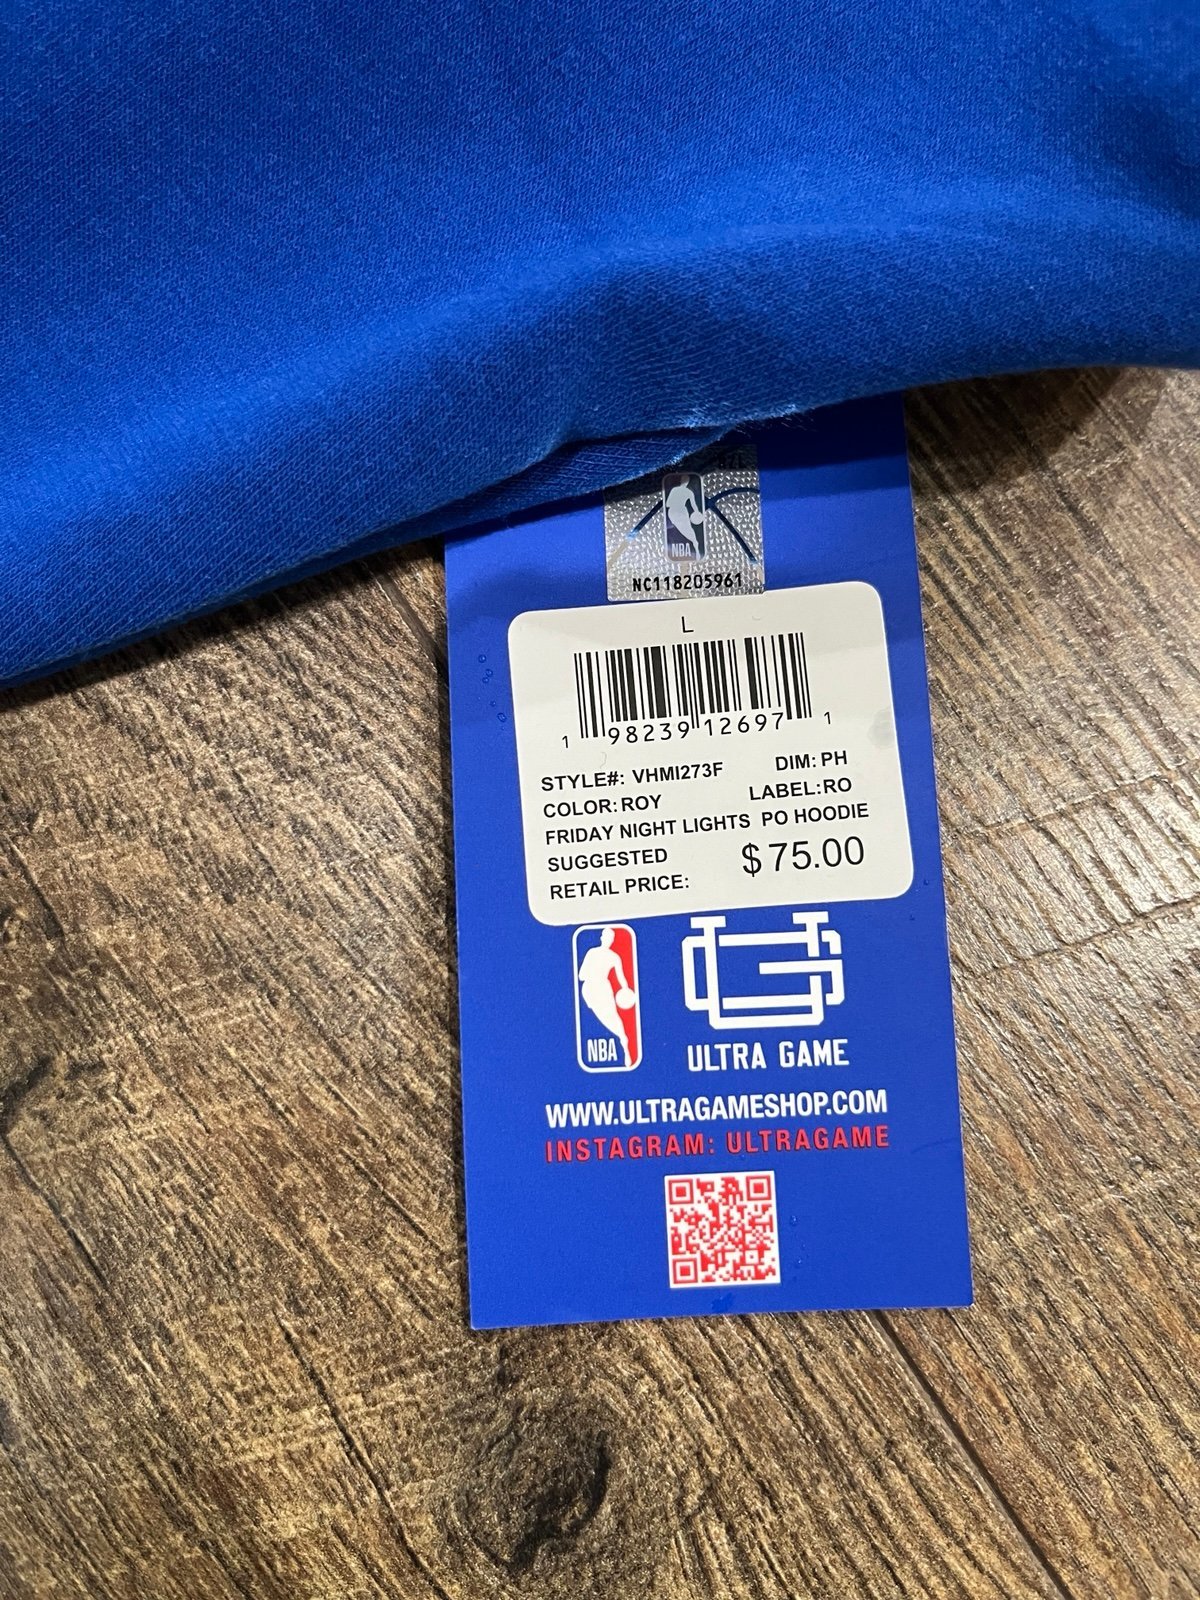 NBA
NC118205961
L
1 98239 12697 1
STYLE#: VHMI273F DIM: PH
COLOR: ROY LABEL:RO
FRIDAY NIGHT LIGHTS PO HOODIE
SUGGESTED
RETAIL PRICE: $75.00
NBA
ULTRA GAME
WWW.ULTRAGAMESHOP.COM
INSTAGRAM: ULTRAGAME